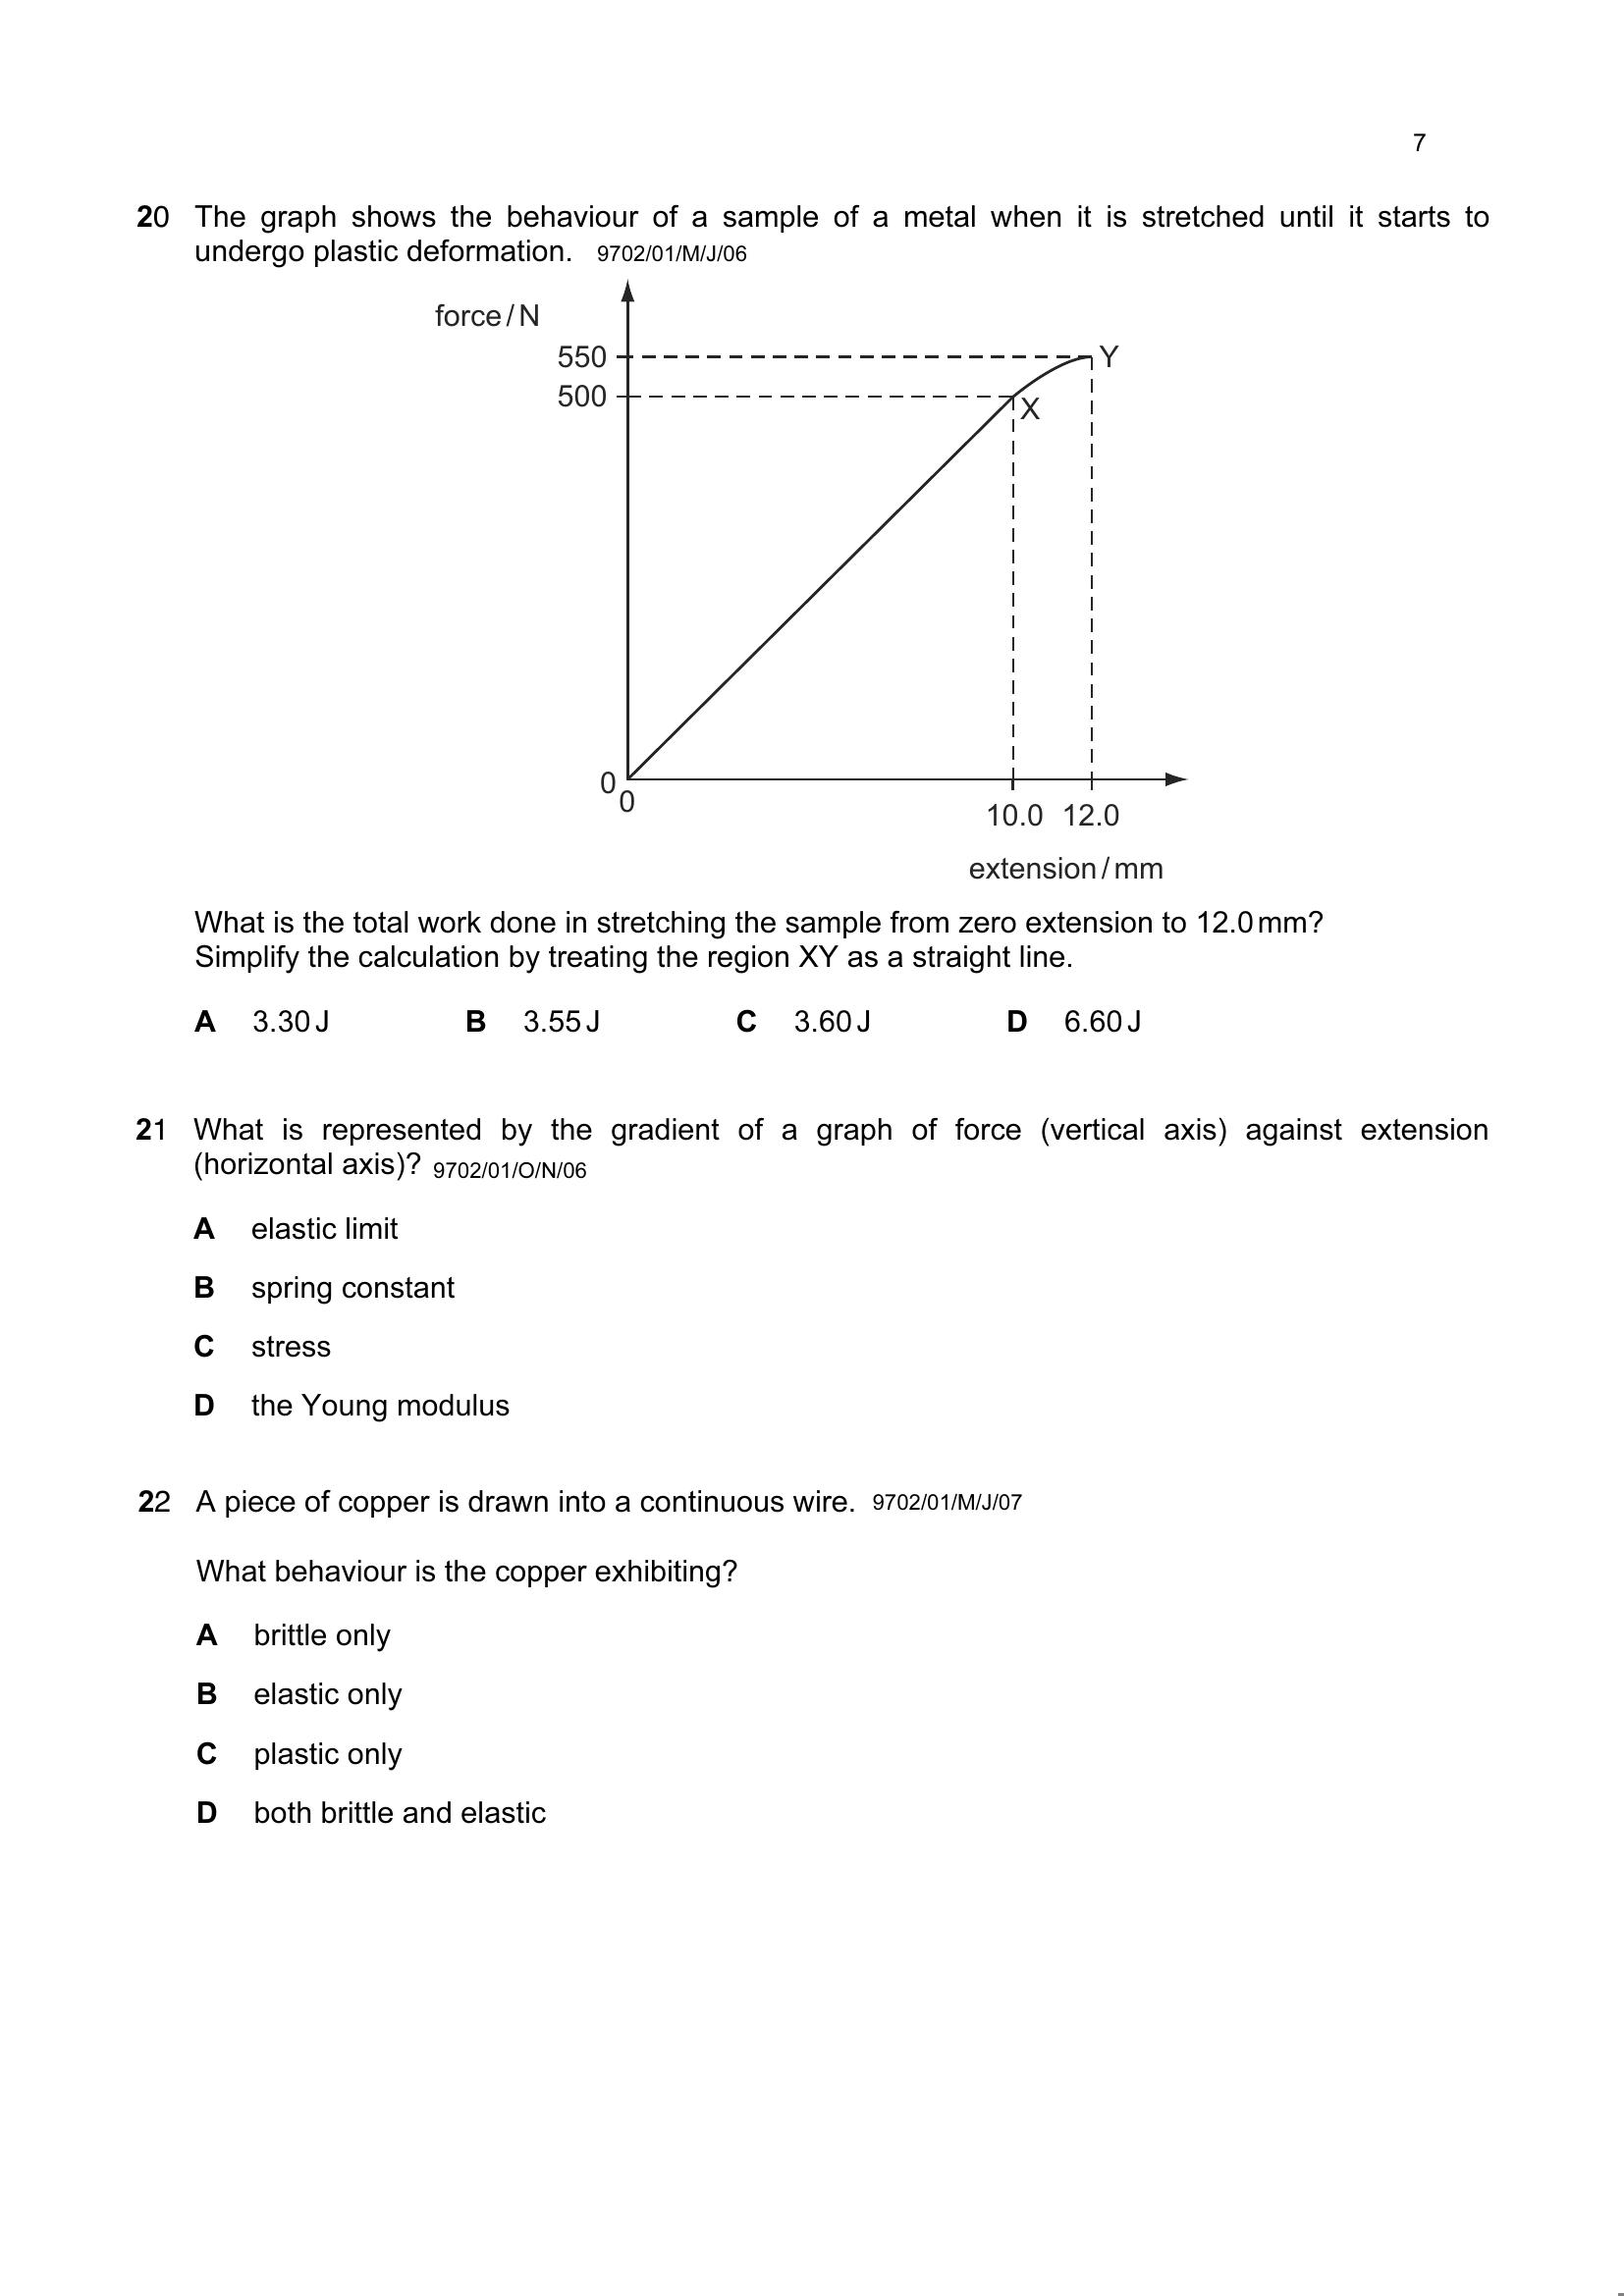 7
20 The graph shows the behaviour of a sample of a metal when it is stretched until it starts to
undergo plastic deformation. 9702/01/M/J/06
force / N
550
Y
500
X
0
0
10.0 12.0
extension / mm
What is the total work done in stretching the sample from zero extension to 12.0 mm?
Simplify the calculation by treating the region XY as a straight line.
A 3.30 J B 3.55 J C 3.60 J D 6.60 J
21 What is represented by the gradient of a graph of force (vertical axis) against extension
(horizontal axis)? 9702/01/O/N/06
A elastic limit
B spring constant
C stress
D the Young modulus
22 A piece of copper is drawn into a continuous wire. 9702/01/M/J/07
What behaviour is the copper exhibiting?
A brittle only
B elastic only
C plastic only
D both brittle and elastic